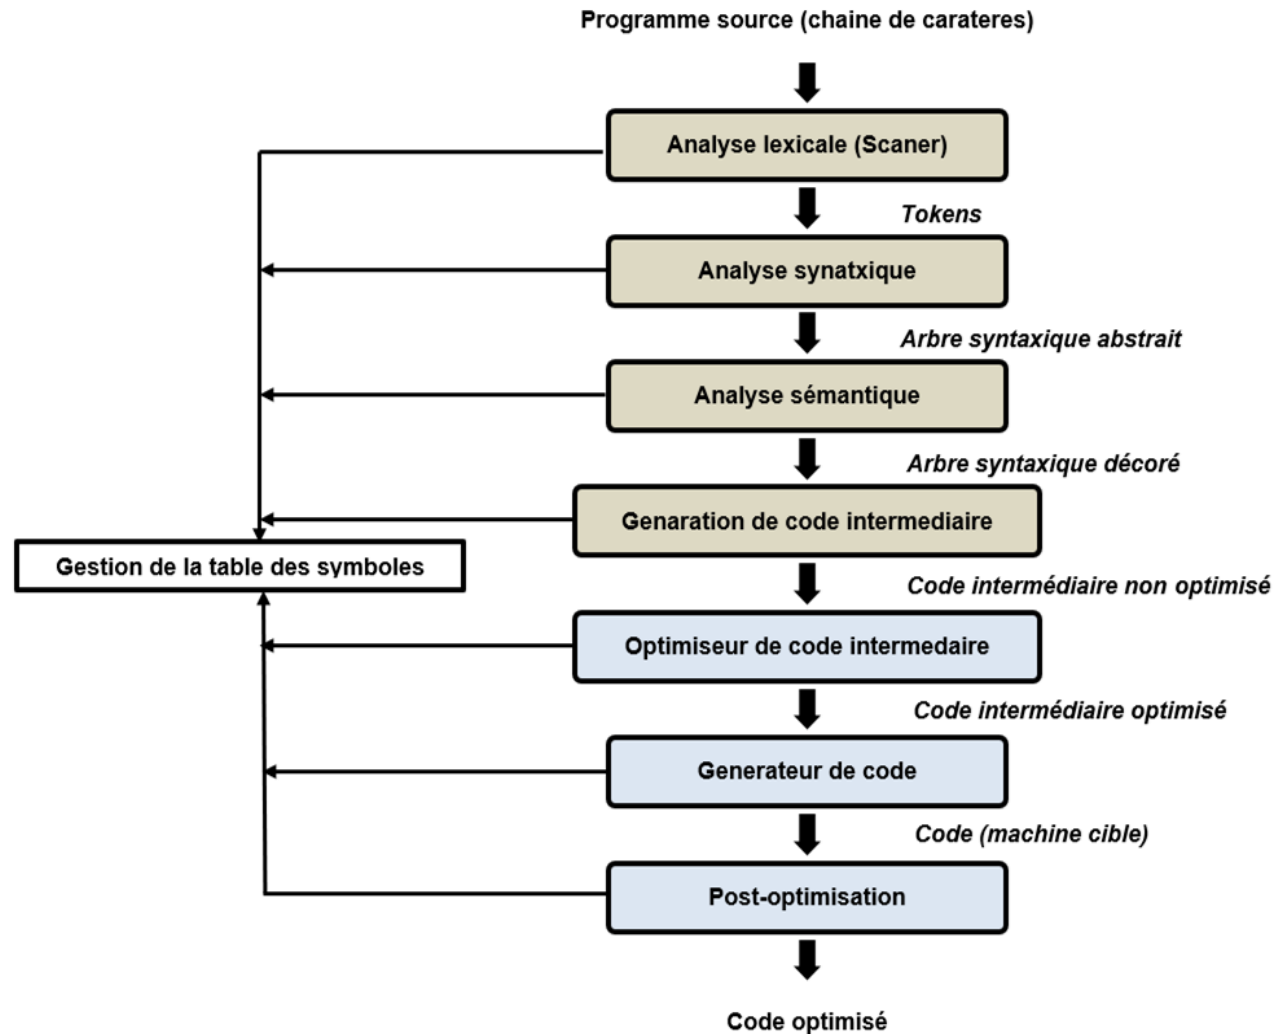 Programme source (chaine de carateres)
Analyse lexicale (Scaner)
Tokens
Analyse synatxique
Arbre syntaxique abstrait
Analyse sémantique
Arbre syntaxique décoré
Genaration de code intermediaire
Gestion de la table des symboles
Code intermédiaire non optimisé
Optimiseur de code intermedaire
Code intermédiaire optimisé
Generateur de code
Code (machine cible)
Post-optimisation
Code optimisé